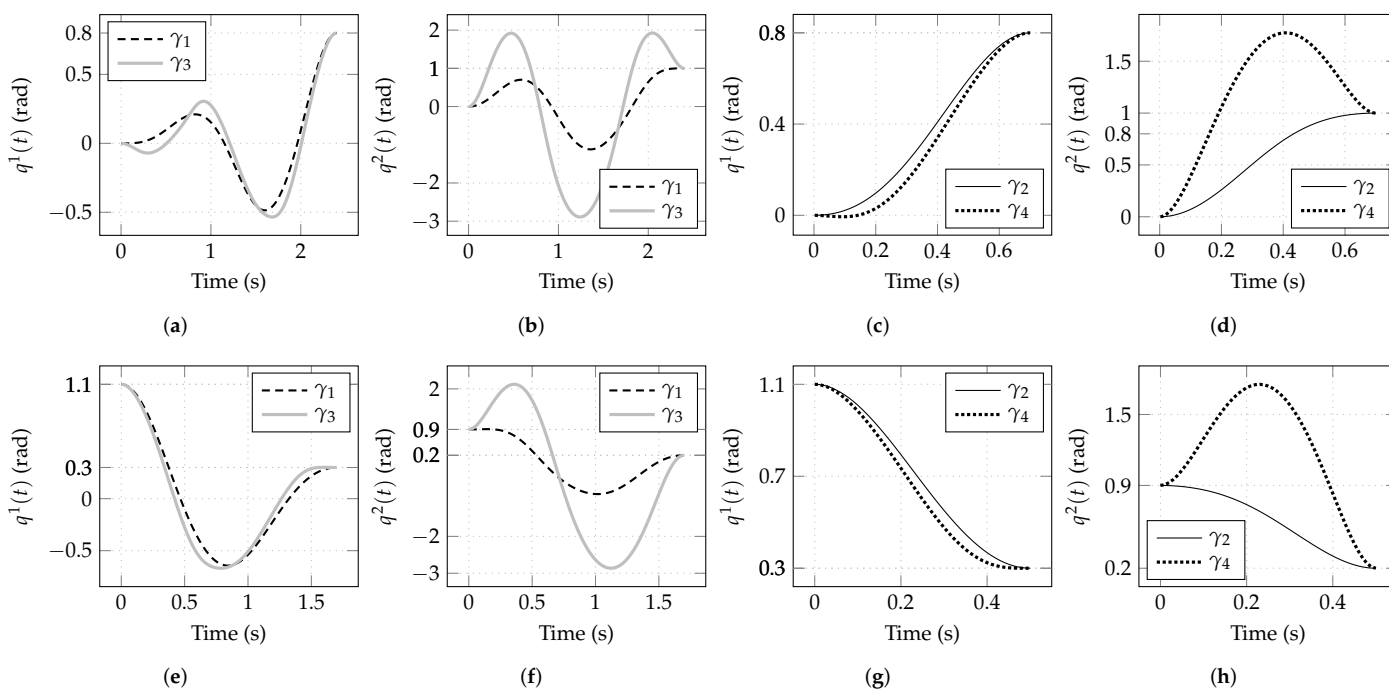 q¹(t) (rad)
0.8
0.5
0
−0.5
γ₁
γ₃
0
1
2
Time (s)
(a)
q²(t) (rad)
2
1
0
−2
−3
γ₁
γ₃
0
1
2
Time (s)
(b)
q¹(t) (rad)
0.8
0.4
0
γ₂
γ₄
0
0.2
0.4
0.6
Time (s)
(c)
q²(t) (rad)
1.5
1
0.8
0.5
0
γ₂
γ₄
0
0.2
0.4
0.6
Time (s)
(d)
q¹(t) (rad)
1.1
0.3
0
−0.5
γ₁
γ₃
0
0.5
1
1.5
Time (s)
(e)
q²(t) (rad)
2
0.9
0.2
−2
−3
γ₁
γ₃
0
0.5
1
1.5
Time (s)
(f)
q¹(t) (rad)
1.1
0.7
0.3
γ₂
γ₄
0
0.2
0.4
Time (s)
(g)
q²(t) (rad)
1.5
0.9
0.2
γ₂
γ₄
0
0.2
0.4
Time (s)
(h)